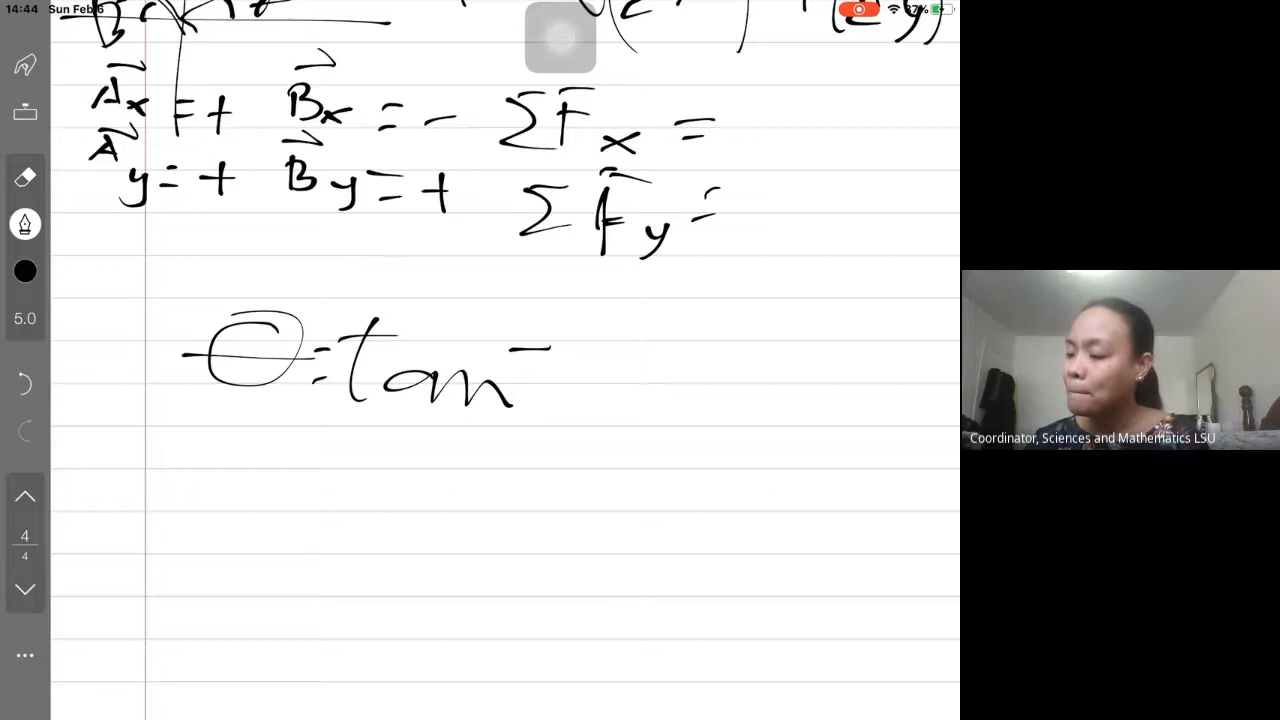 14:44 Sun Feb 6 37%
Ax = + Bx = - ΣFx =
Ay = + By = + ΣFy =
θ = tan -
5.0
4
4
Coordinator, Sciences and Mathematics LSU